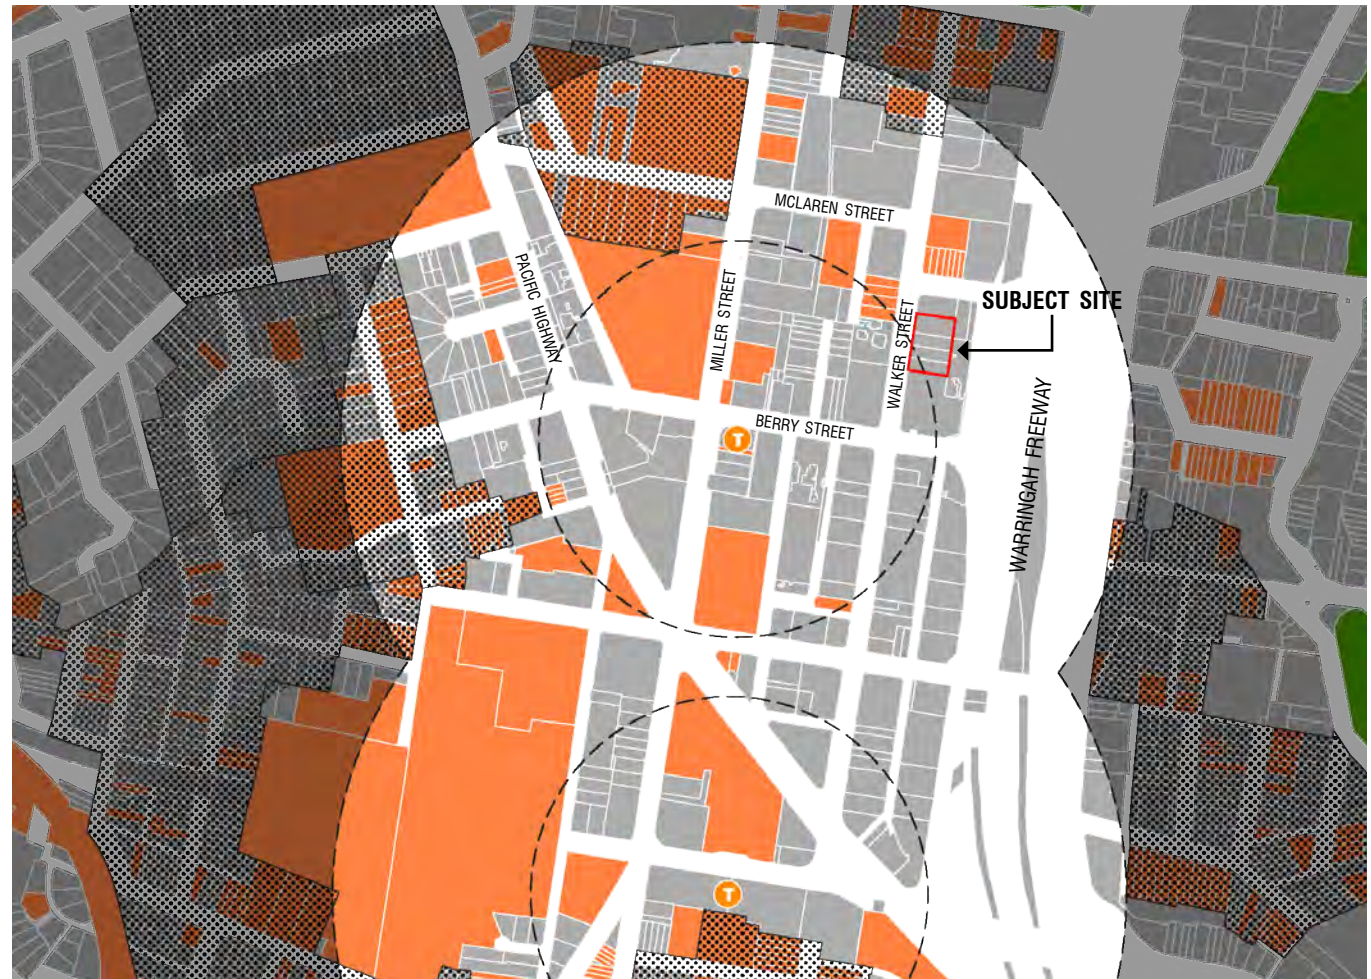 MCLAREN STREET
PACIFIC HIGHWAY
MILLER STREET
WALKER STREET
SUBJECT SITE
BERRY STREET
T
WARRINGAH FREEWAY
T